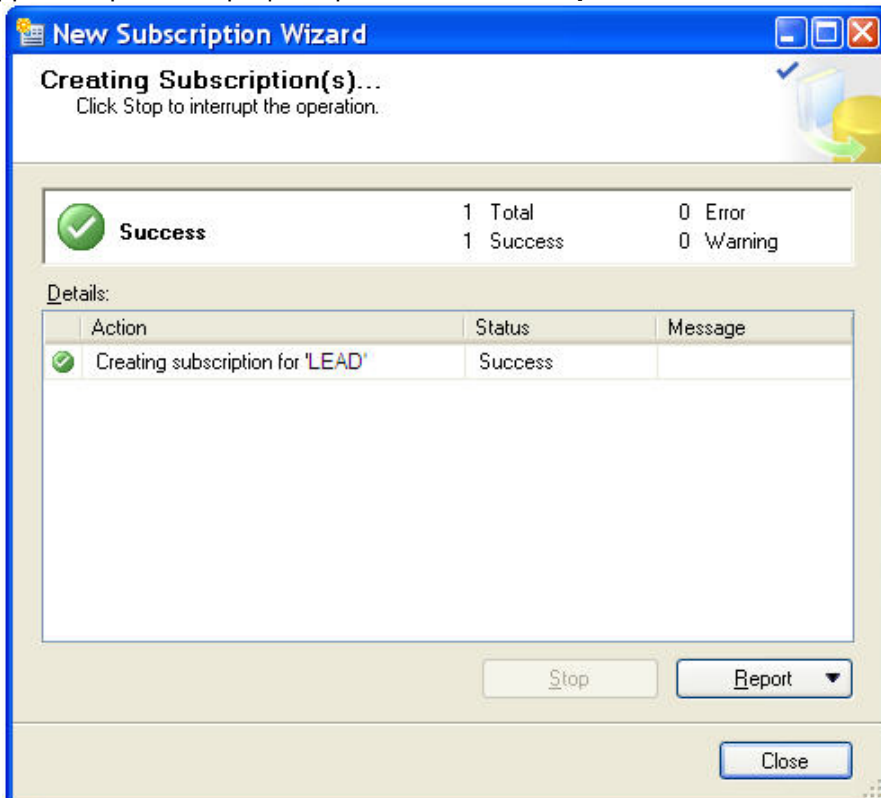 New Subscription Wizard
Creating Subscription(s)...
Click Stop to interrupt the operation.
Success
1 Total 0 Error
1 Success 0 Warning
Details:
Action Status Message
Creating subscription for 'LEAD' Success
Stop Report
Close